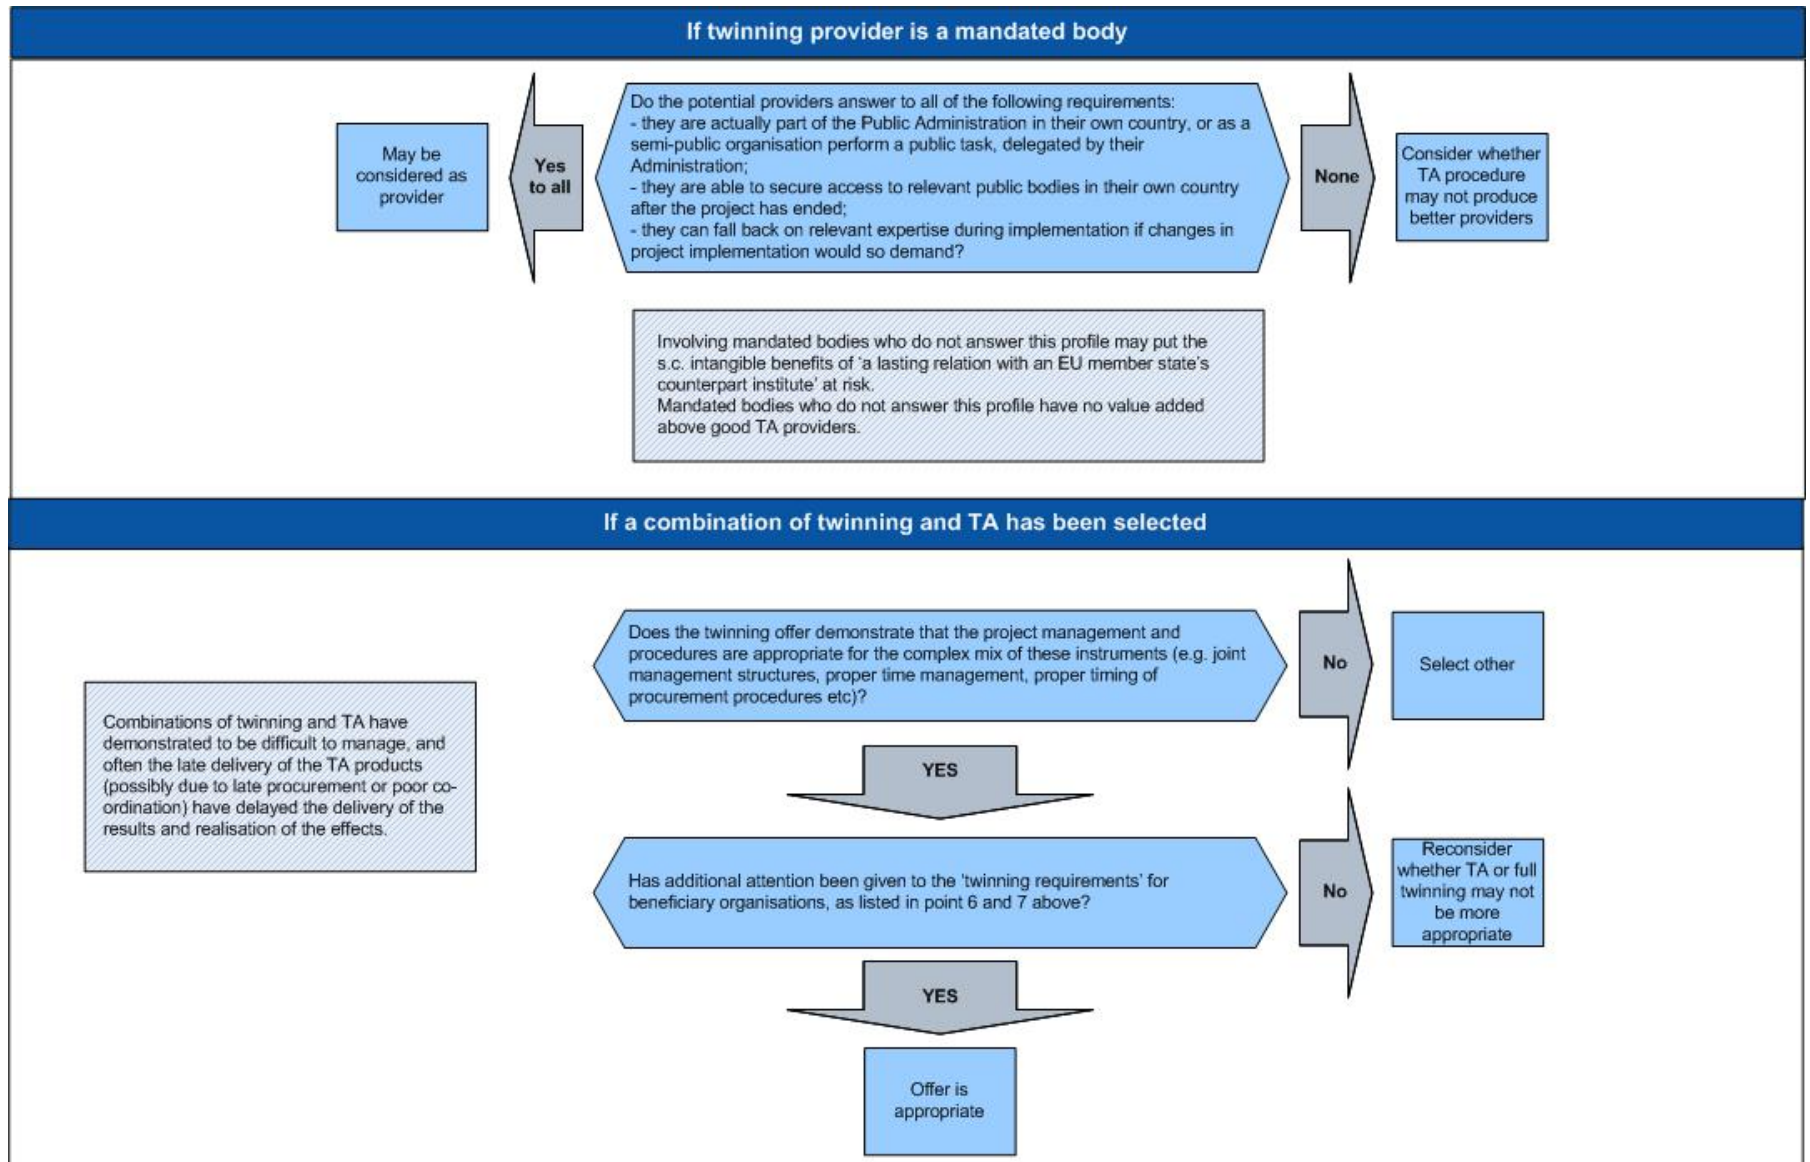 If twinning provider is a mandated body
Do the potential providers answer to all of the following requirements:
- they are actually part of the Public Administration in their own country, or as a
semi-public organisation perform a public task, delegated by their
Administration;
- they are able to secure access to relevant public bodies in their own country
after the project has ended;
- they can fall back on relevant expertise during implementation if changes in
project implementation would so demand?
Yes
to all
May be
considered as
provider
None
Consider whether
TA procedure
may not produce
better providers
Involving mandated bodies who do not answer this profile may put the
s.c. intangible benefits of ‘a lasting relation with an EU member state’s
counterpart institute’ at risk.
Mandated bodies who do not answer this profile have no value added
above good TA providers.
If a combination of twinning and TA has been selected
Does the twinning offer demonstrate that the project management and
procedures are appropriate for the complex mix of these instruments (e.g. joint
management structures, proper time management, proper timing of
procurement procedures etc)?
No
Select other
Combinations of twinning and TA have
demonstrated to be difficult to manage, and
often the late delivery of the TA products
(possibly due to late procurement or poor co-
ordination) have delayed the delivery of the
results and realisation of the effects.
YES
Has additional attention been given to the ‘twinning requirements’ for
beneficiary organisations, as listed in point 6 and 7 above?
No
Reconsider
whether TA or full
twinning may not
be more
appropriate
YES
Offer is
appropriate